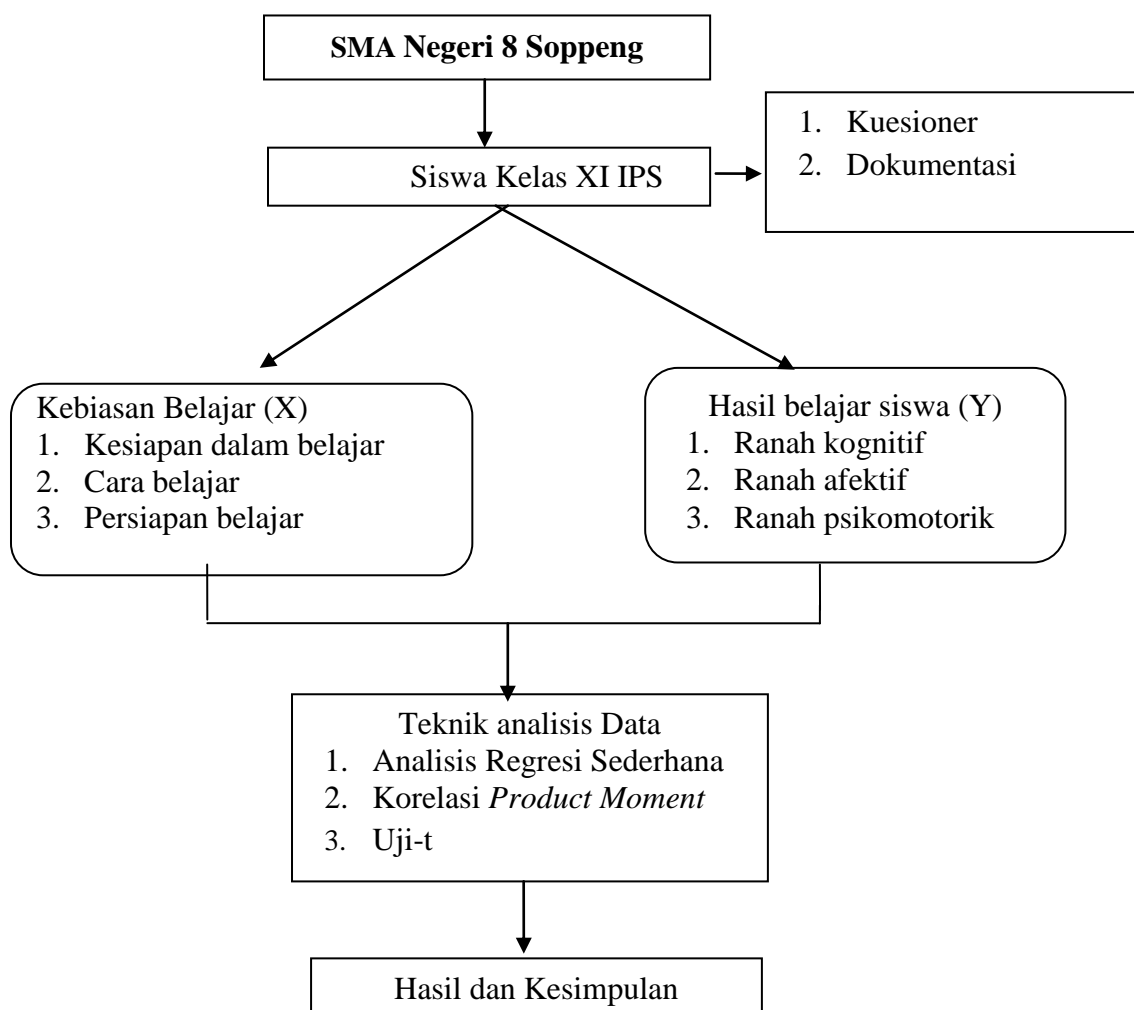 SMA Negeri 8 Soppeng
1. Kuesioner
2. Dokumentasi
Siswa Kelas XI IPS
Kebiasan Belajar (X)
1. Kesiapan dalam belajar
2. Cara belajar
3. Persiapan belajar
Hasil belajar siswa (Y)
1. Ranah kognitif
2. Ranah afektif
3. Ranah psikomotorik
Teknik analisis Data
1. Analisis Regresi Sederhana
2. Korelasi Product Moment
3. Uji-t
Hasil dan Kesimpulan